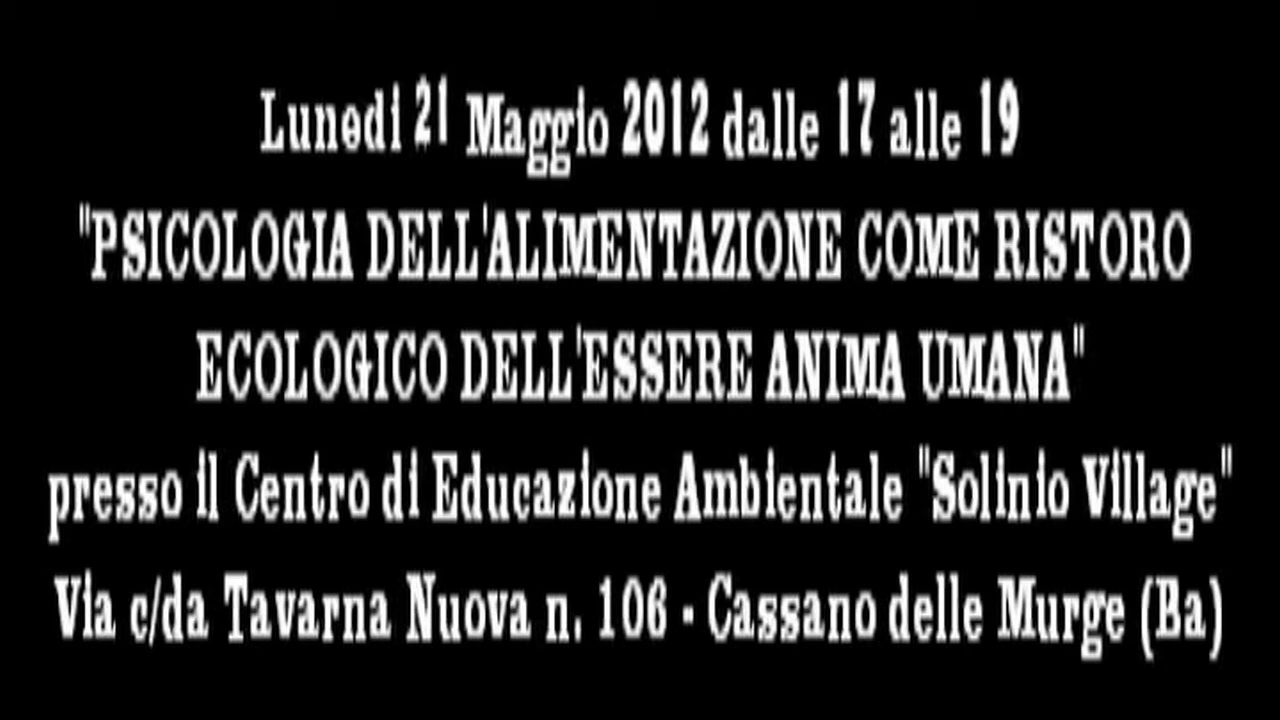 Lunedi 21 Maggio 2012 dalle 17 alle 19
"PSICOLOGIA DELL'ALIMENTAZIONE COME RISTORO
ECOLOGICO DELL'ESSERE ANIMA UMANA"
presso il Centro di Educazione Ambientale "Solinio Village"
Via c/da Tavarna Nuova n. 106 - Cassano delle Murge (Ba)